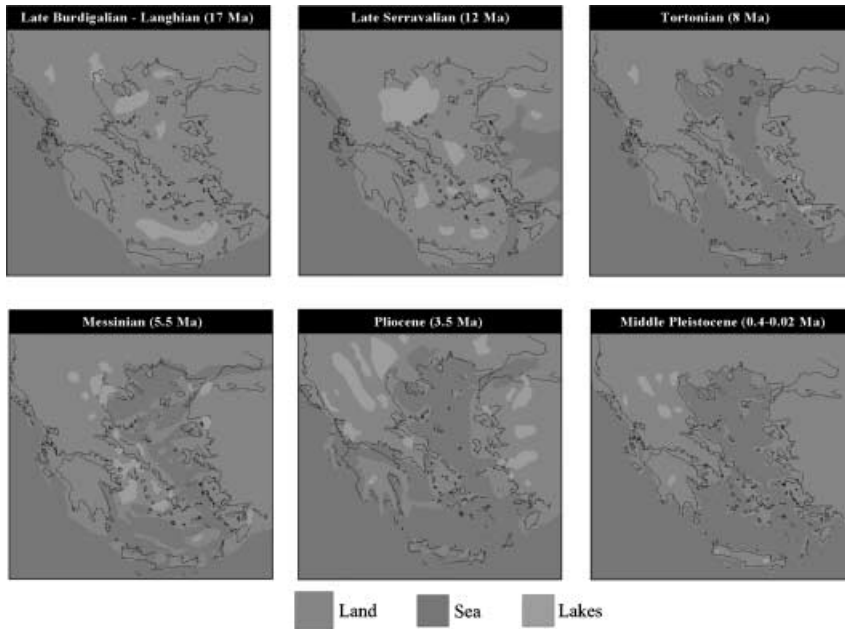 Late Burdigalian - Langhian (17 Ma)
Late Serravalian (12 Ma)
Tortonian (8 Ma)
Messinian (5.5 Ma)
Pliocene (3.5 Ma)
Middle Pleistocene (0.4-0.02 Ma)
Land
Sea
Lakes